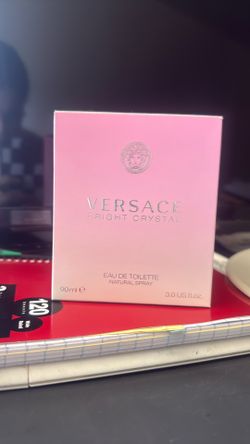 VERSACE
BRIGHT CRYSTAL
EAU DE TOILETTE
NATURAL SPRAY
90ml e 3.0 US fl.oz.
120